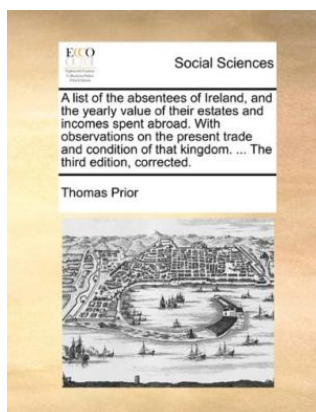 ECCO
Social Sciences
A list of the absentees of Ireland, and
the yearly value of their estates and
incomes spent abroad. With
observations on the present trade
and condition of that kingdom. ... The
third edition, corrected.
Thomas Prior